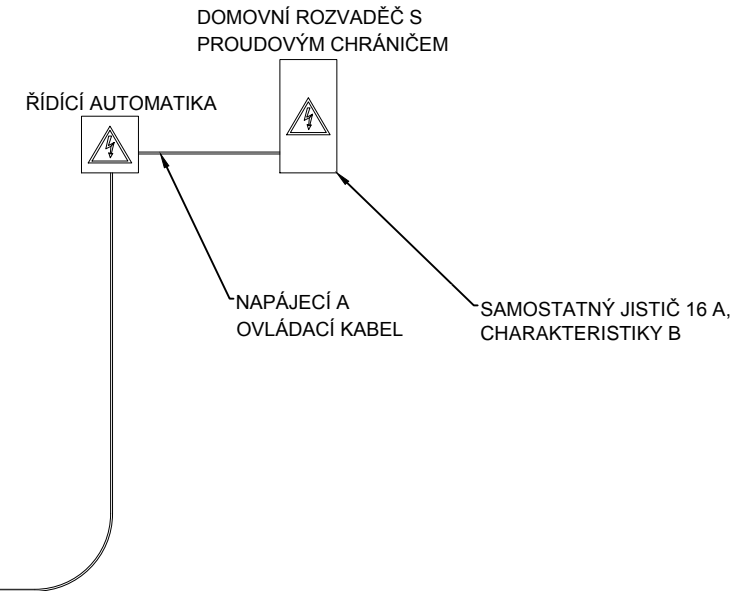 DOMOVNÍ ROZVADĚČ S
PROUDOVÝM CHRÁNIČEM
ŘÍDÍCÍ AUTOMATIKA
NAPÁJECÍ A
OVLÁDACÍ KABEL
SAMOSTATNÝ JISTIČ 16 A,
CHARAKTERISTIKY B